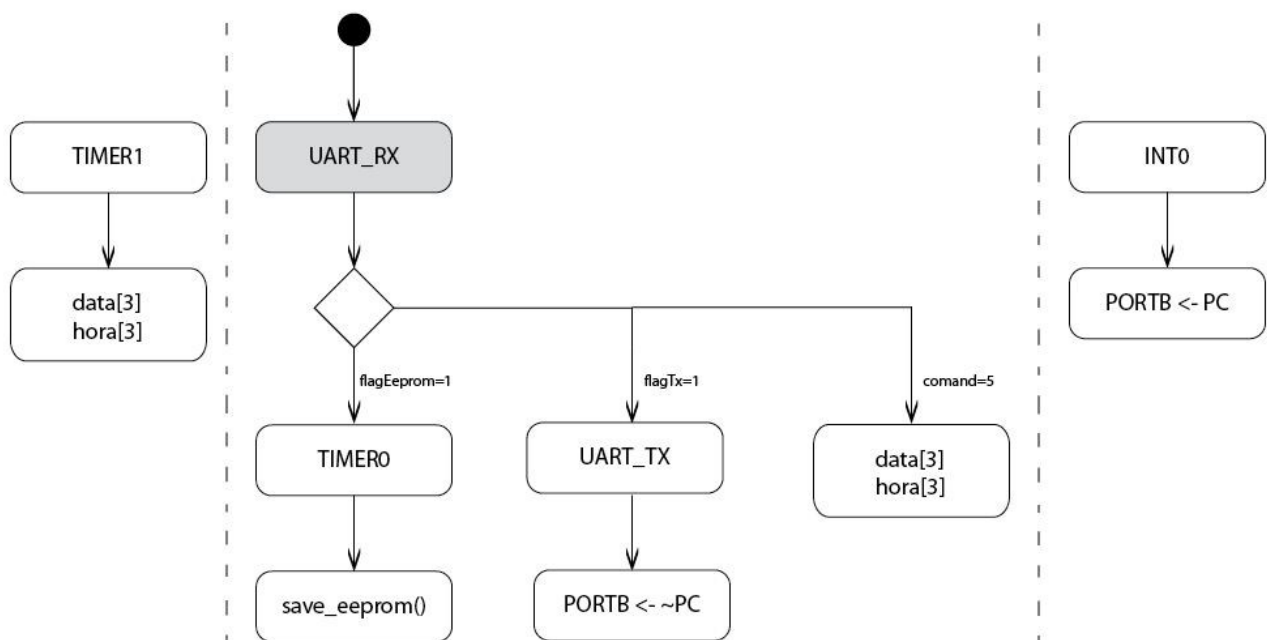 TIMER1
UART_RX
INT0
data[3]
hora[3]
PORTB <- PC
flagEeprom=1
flagTx=1
comand=5
TIMER0
UART_TX
data[3]
hora[3]
save_eeprom()
PORTB <- ~PC